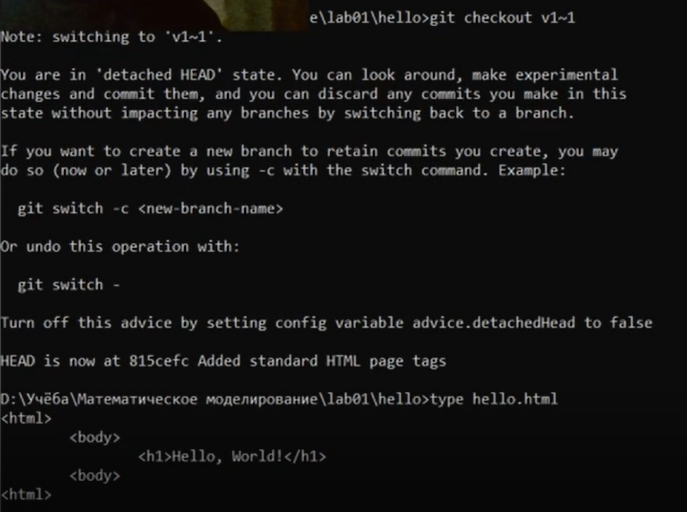 e\lab01\hello>git checkout v1~1
Note: switching to 'v1~1'.
You are in 'detached HEAD' state. You can look around, make experimental
changes and commit them, and you can discard any commits you make in this
state without impacting any branches by switching back to a branch.
If you want to create a new branch to retain commits you create, you may
do so (now or later) by using -c with the switch command. Example:
git switch -c <new-branch-name>
Or undo this operation with:
git switch -
Turn off this advice by setting config variable advice.detachedHead to false
HEAD is now at 815cefc Added standard HTML page tags
D:\Учёба\Математическое моделирование\lab01\hello>type hello.html
<html>
<body>
<h1>Hello, World!</h1>
<body>
<html>